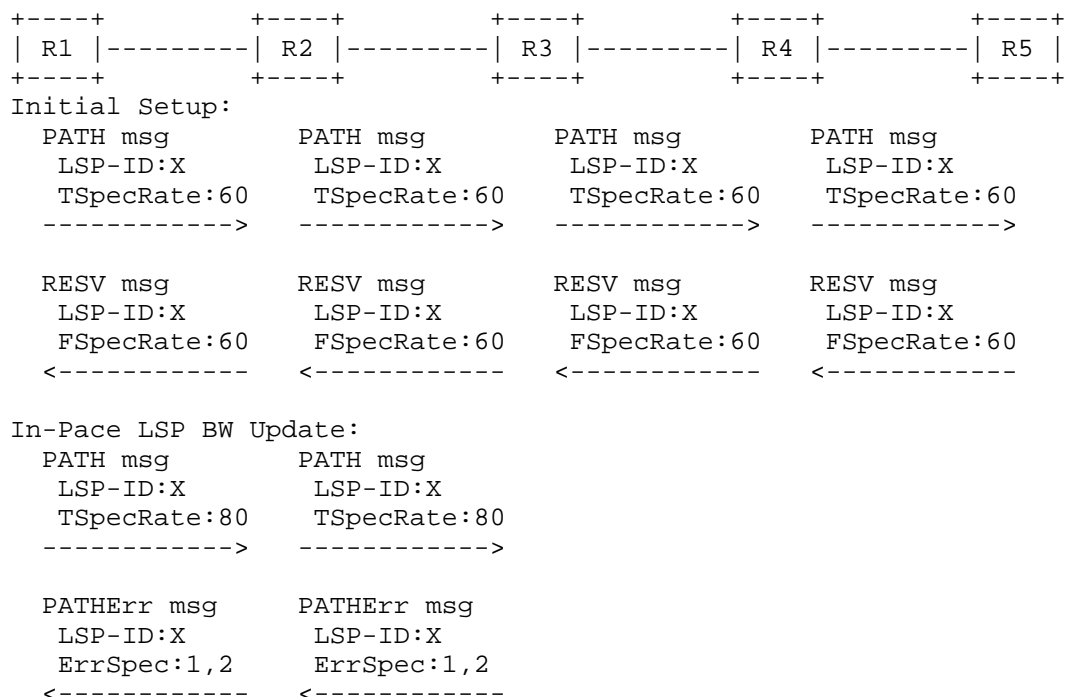 +----+ +----+ +----+ +----+ +----+
| R1 |---------| R2 |---------| R3 |---------| R4 |---------| R5 |
+----+ +----+ +----+ +----+ +----+
Initial Setup:
PATH msg PATH msg PATH msg PATH msg
LSP-ID:X LSP-ID:X LSP-ID:X LSP-ID:X
TSpecRate:60 TSpecRate:60 TSpecRate:60 TSpecRate:60
------------> ------------> ------------> ------------>
RESV msg RESV msg RESV msg RESV msg
LSP-ID:X LSP-ID:X LSP-ID:X LSP-ID:X
FSpecRate:60 FSpecRate:60 FSpecRate:60 FSpecRate:60
<------------ <------------ <------------ <------------
In-Pace LSP BW Update:
PATH msg PATH msg
LSP-ID:X LSP-ID:X
TSpecRate:80 TSpecRate:80
------------> ------------>
PATHErr msg PATHErr msg
LSP-ID:X LSP-ID:X
ErrSpec:1,2 ErrSpec:1,2
<------------ <------------